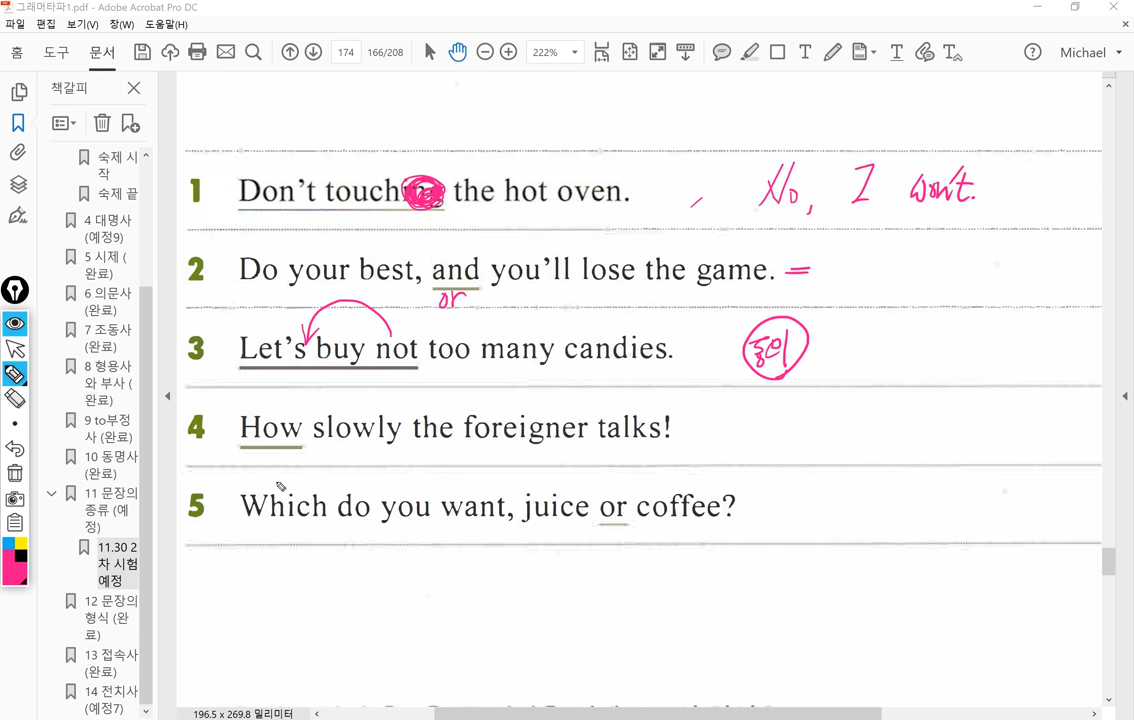 그래머타파1.pdf - Adobe Acrobat Pro DC
파일 편집 보기(V) 창(W) 도움말(H)
홈 도구 문서 174 166/208 222% Michael
책갈피
숙제 시
작
숙제 끝
4 대명사
(예정9)
5 시제 (
완료)
6 의문사
(완료)
7 조동사
(완료)
8 형용사
와 부사 (
완료)
9 to부정
사 (완료)
10 동명사
(완료)
11 문장의
종류 (예
정)
11.30 2
차 시험
예정
12 문장의
형식 (완
료)
13 접속사
(완료)
14 전치사
(예정7)
1 Don't touch the hot oven. , No, I won't.
2 Do your best, and you'll lose the game. =
or
3 Let's buy not too many candies. 동의
4 How slowly the foreigner talks!
5 Which do you want, juice or coffee?
196.5 x 269.8 밀리미터